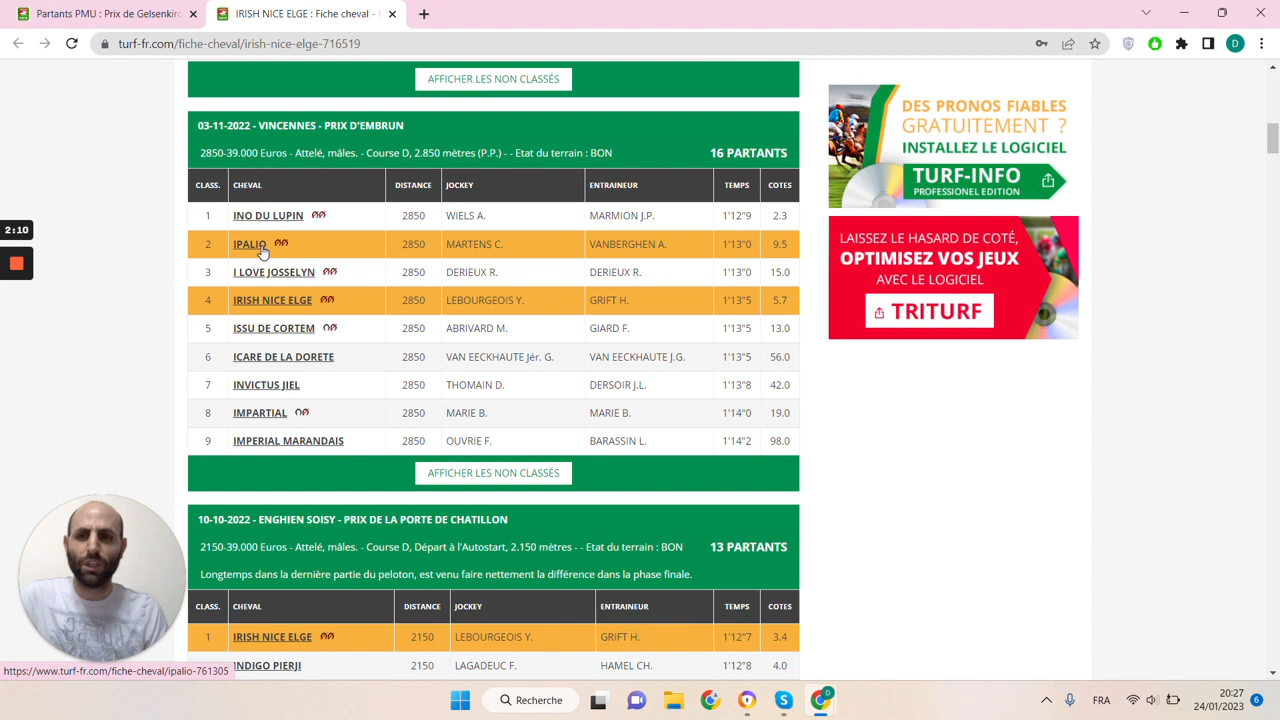 Partants PMU : Prix de Gelsenkirc
IRISH NICE ELGE : Fiche cheval -
turf-fr.com/fiche-cheval/irish-nice-elge-716519
D
AFFICHER LES NON CLASSÉS
03-11-2022 - VINCENNES - PRIX D'EMBRUN
2850-39.000 Euros - Attelé, mâles. - Course D, 2.850 mètres (P.P.) - - Etat du terrain : BON
16 PARTANTS
CLASS. CHEVAL DISTANCE JOCKEY ENTRAINEUR TEMPS COTES
1 INO DU LUPIN 2850 WIELS A. MARMION J.P. 1'12"9 2.3
2 IPALIO 2850 MARTENS C. VANBERGHEN A. 1'13"0 9.5
3 I LOVE JOSSELYN 2850 DERIEUX R. DERIEUX R. 1'13"0 15.0
4 IRISH NICE ELGE 2850 LEBOURGEOIS Y. GRIFT H. 1'13"5 5.7
5 ISSU DE CORTEM 2850 ABRIVARD M. GIARD F. 1'13"5 13.0
6 ICARE DE LA DORETE 2850 VAN EECKHAUTE Jér. G. VAN EECKHAUTE J.G. 1'13"5 56.0
7 INVICTUS JIEL 2850 THOMAIN D. DERSOIR J.L. 1'13"8 42.0
8 IMPARTIAL 2850 MARIE B. MARIE B. 1'14"0 19.0
9 IMPERIAL MARANDAIS 2850 OUVRIE F. BARASSIN L. 1'14"2 98.0
AFFICHER LES NON CLASSÉS
10-10-2022 - ENGHIEN SOISY - PRIX DE LA PORTE DE CHATILLON
2150-39.000 Euros - Attelé, mâles. - Course D, Départ à l'Autostart, 2.150 mètres - - Etat du terrain : BON
13 PARTANTS
Longtemps dans la dernière partie du peloton, est venu faire nettement la différence dans la phase finale.
CLASS. CHEVAL DISTANCE JOCKEY ENTRAINEUR TEMPS COTES
1 IRISH NICE ELGE 2150 LEBOURGEOIS Y. GRIFT H. 1'12"7 3.4
INDIGO PIERJI 2150 LAGADEUC F. HAMEL CH. 1'12"8 4.0
DES PRONOS FIABLES
GRATUITEMENT ?
INSTALLEZ LE LOGICIEL
TURF-INFO
PROFESSIONEL EDITION
LAISSEZ LE HASARD DE COTÉ,
OPTIMISEZ VOS JEUX
AVEC LE LOGICIEL
TRITURF
2:10
https://www.turf-fr.com/fiche-cheval/ipalio-761305
Recherche
FRA
20:27
24/01/2023
6